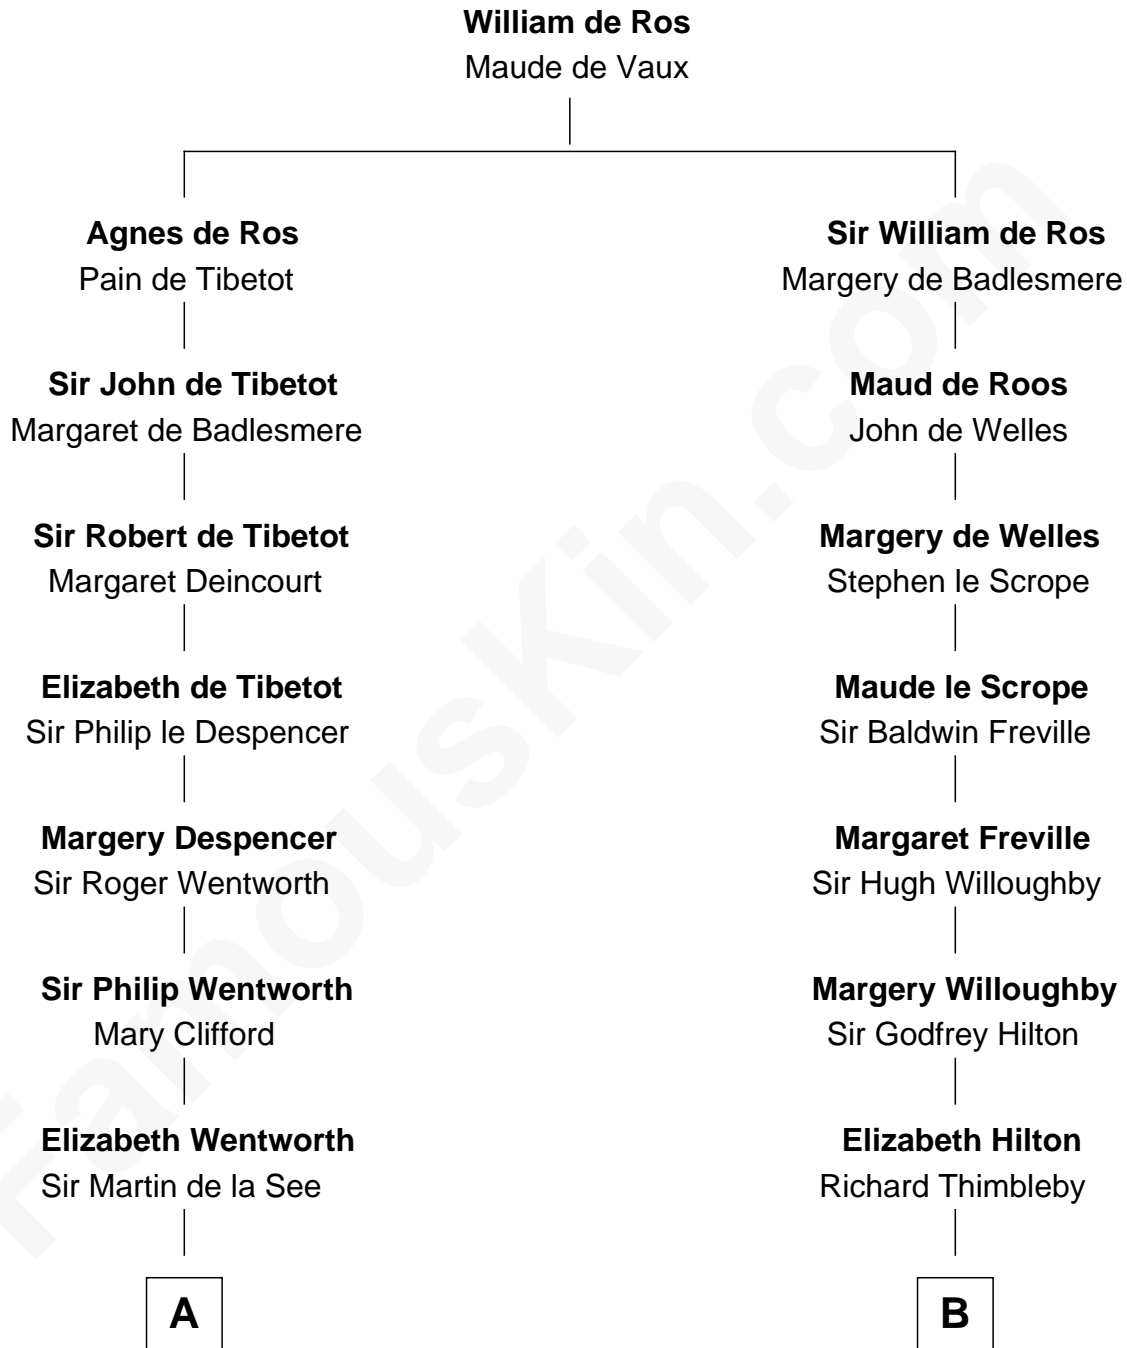 William de Ros
Maude de Vaux
Agnes de Ros
Pain de Tibetot
Sir William de Ros
Margery de Badlesmere
Sir John de Tibetot
Margaret de Badlesmere
Maud de Roos
John de Welles
Sir Robert de Tibetot
Margaret Deincourt
Margery de Welles
Stephen le Scrope
Elizabeth de Tibetot
Sir Philip le Despencer
Maude le Scrope
Sir Baldwin Freville
Margery Despencer
Sir Roger Wentworth
Margaret Freville
Sir Hugh Willoughby
Sir Philip Wentworth
Mary Clifford
Margery Willoughby
Sir Godfrey Hilton
Elizabeth Wentworth
Sir Martin de la See
Elizabeth Hilton
Richard Thimbleby
A
B
FamousKin.com